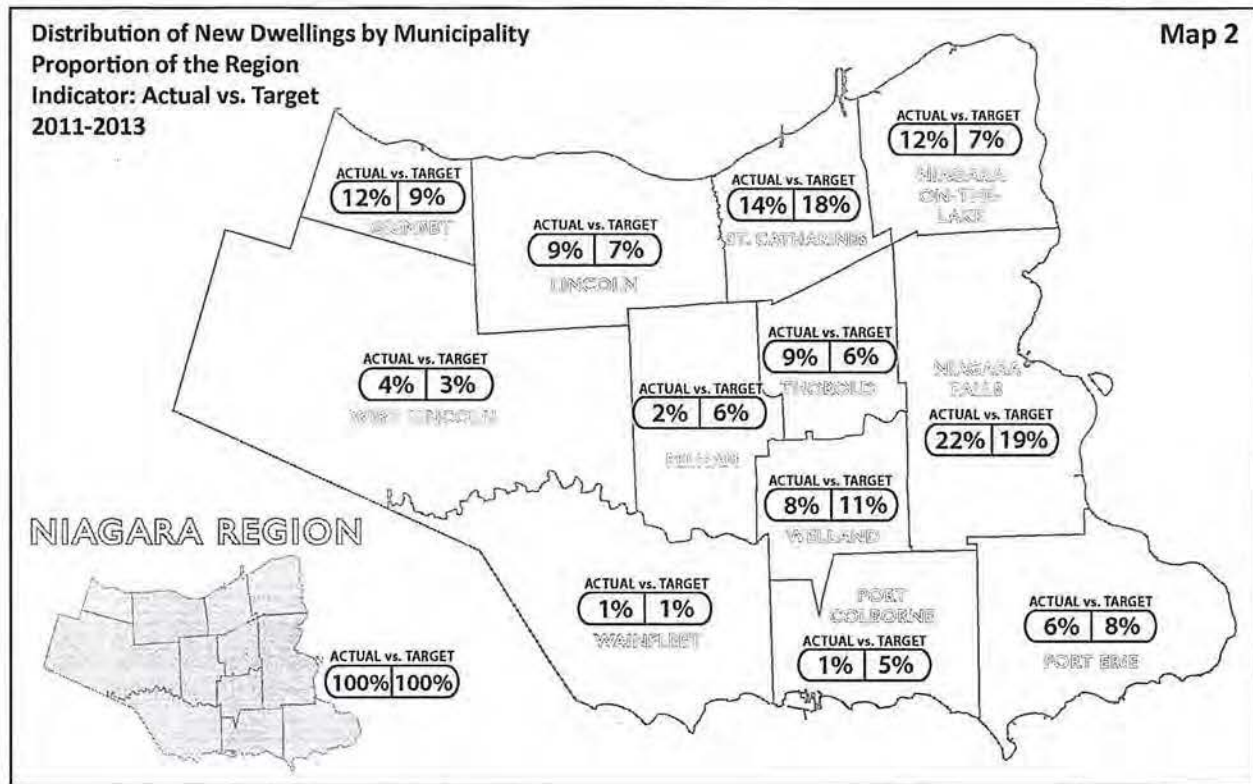 Distribution of New Dwellings by Municipality
Proportion of the Region
Indicator: Actual vs. Target
2011-2013
Map 2
ACTUAL vs. TARGET
12% 7%
NIAGARA
ON-THE-
LAKE
ACTUAL vs. TARGET
12% 9%
GRIMSBY
ACTUAL vs. TARGET
14% 18%
ST. CATHARINES
ACTUAL vs. TARGET
9% 7%
LINCOLN
ACTUAL vs. TARGET
9% 6%
THOROLD
NIAGARA
FALLS
ACTUAL vs. TARGET
22% 19%
ACTUAL vs. TARGET
4% 3%
WEST LINCOLN
ACTUAL vs. TARGET
2% 6%
PELHAM
ACTUAL vs. TARGET
8% 11%
WELLAND
NIAGARA REGION
ACTUAL vs. TARGET
100% 100%
ACTUAL vs. TARGET
1% 1%
WAINFLEET
PORT
COLBORNE
ACTUAL vs. TARGET
1% 5%
ACTUAL vs. TARGET
6% 8%
FORT ERIE